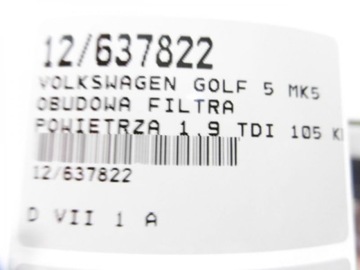 12/637822
VOLKSWAGEN GOLF 5 MK5
OBUDOWA FILTRA
POWIETRZA 1,9 TDI 105
12/637822
D VII 1 A